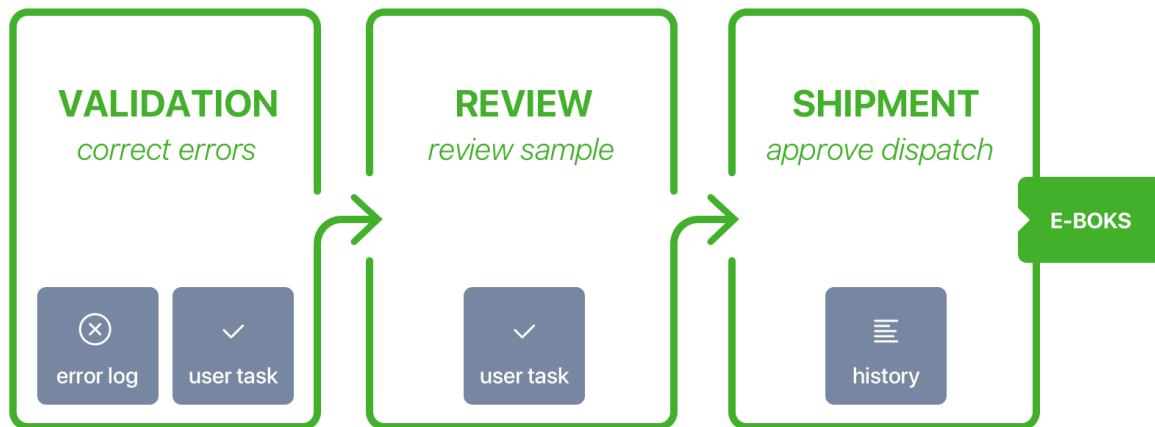 VALIDATION
correct errors
error log
user task
REVIEW
review sample
user task
SHIPMENT
approve dispatch
history
E-BOKS